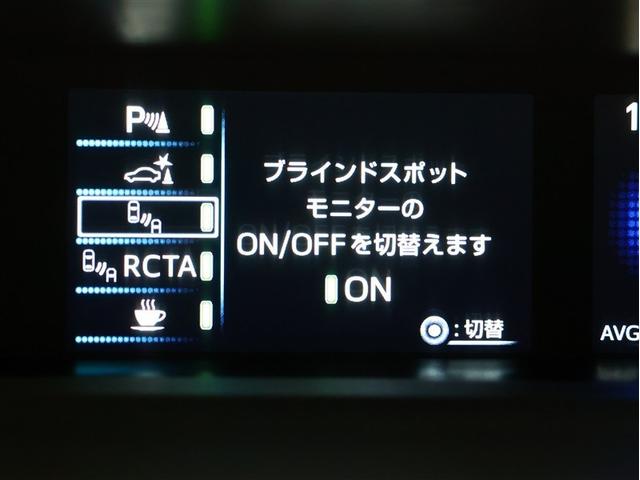 P
A
A RCTA
ブラインドスポット
モニターの
ON/OFFを切替えます
ON
:切替
1
AVG